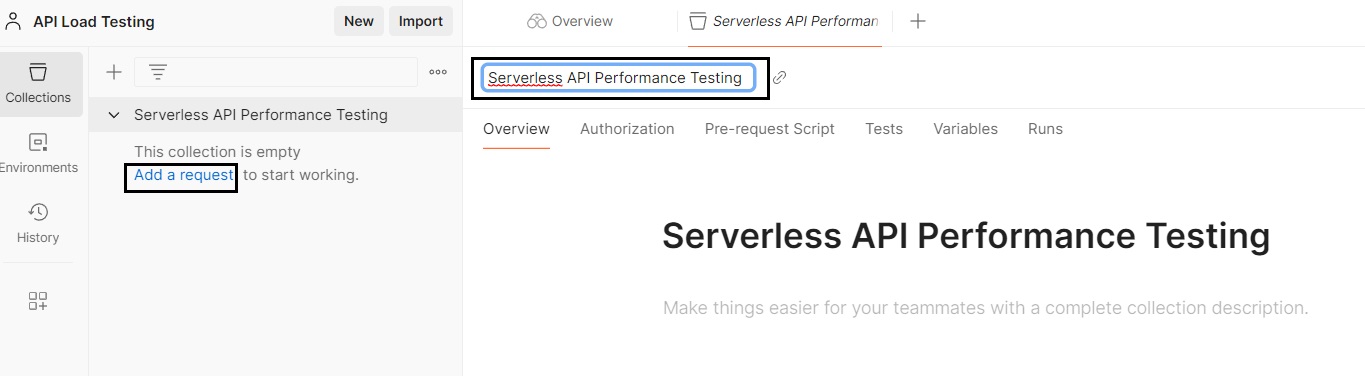 API Load Testing
New
Import
Overview
Serverless API Performan
Collections
Environments
History
Serverless API Performance Testing
This collection is empty
Add a request to start working.
Serverless API Performance Testing
Overview
Authorization
Pre-request Script
Tests
Variables
Runs
Serverless API Performance Testing
Make things easier for your teammates with a complete collection description.